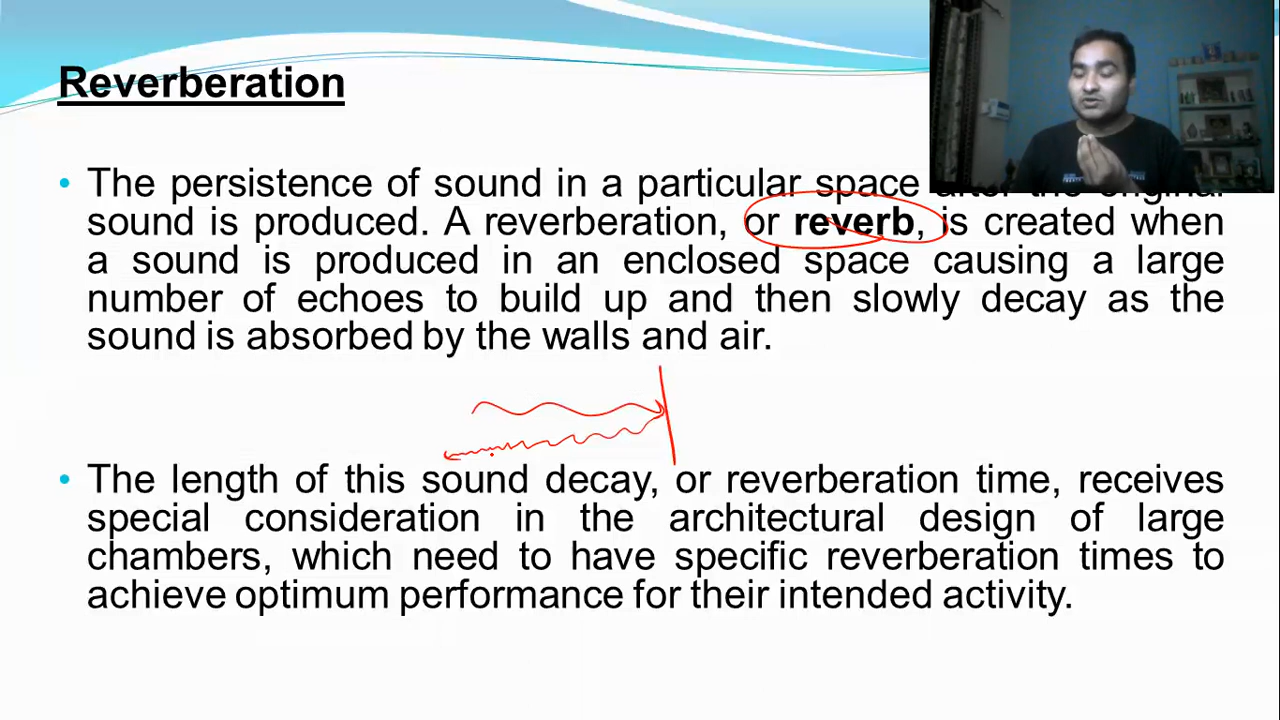 Reverberation
• The persistence of sound in a particular space after the original
sound is produced. A reverberation, or reverb, is created when
a sound is produced in an enclosed space causing a large
number of echoes to build up and then slowly decay as the
sound is absorbed by the walls and air.
• The length of this sound decay, or reverberation time, receives
special consideration in the architectural design of large
chambers, which need to have specific reverberation times to
achieve optimum performance for their intended activity.